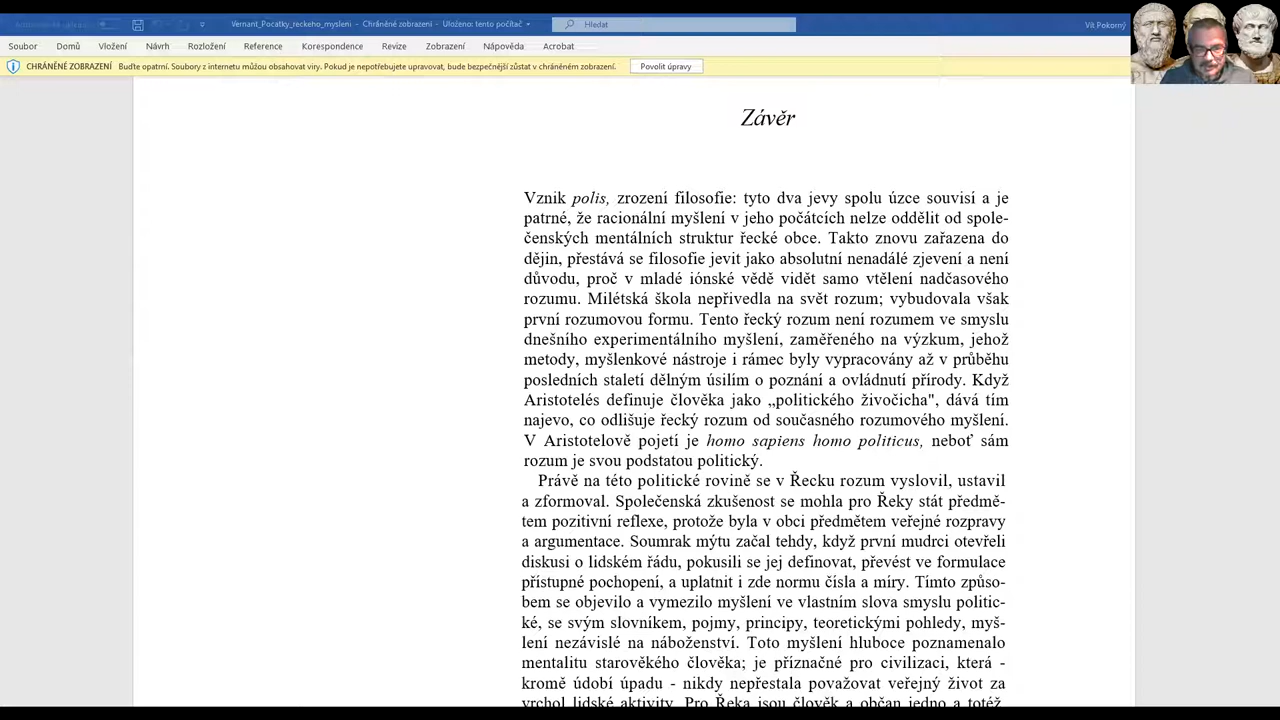 Vernant_Pocatky_reckeho_mysleni - Chráněné zobrazení - Uloženo: tento počítač
Hledat
Vít Pokorný
Soubor Domů Vložení Návrh Rozložení Reference Korespondence Revize Zobrazení Nápověda Acrobat
CHRÁNĚNÉ ZOBRAZENÍ Buďte opatrní. Soubory z internetu můžou obsahovat viry. Pokud je nepotřebujete upravovat, bude bezpečnější zůstat v chráněném zobrazení. Povolit úpravy
Závěr
Vznik polis, zrození filosofie: tyto dva jevy spolu úzce souvisí a je
patrné, že racionální myšlení v jeho počátcích nelze oddělit od spole-
čenských mentálních struktur řecké obce. Takto znovu zařazena do
dějin, přestává se filosofie jevit jako absolutní nenadálé zjevení a není
důvodu, proč v mladé iónské vědě vidět samo vtělení nadčasového
rozumu. Milétská škola nepřivedla na svět rozum; vybudovala však
první rozumovou formu. Tento řecký rozum není rozumem ve smyslu
dnešního experimentálního myšlení, zaměřeného na výzkum, jehož
metody, myšlenkové nástroje i rámec byly vypracovány až v průběhu
posledních staletí dělným úsilím o poznání a ovládnutí přírody. Když
Aristotelés definuje člověka jako „politického živočicha", dává tím
najevo, co odlišuje řecký rozum od současného rozumového myšlení.
V Aristotelově pojetí je homo sapiens homo politicus, neboť sám
rozum je svou podstatou politický.
Právě na této politické rovině se v Řecku rozum vyslovil, ustavil
a zformoval. Společenská zkušenost se mohla pro Řeky stát předmě-
tem pozitivní reflexe, protože byla v obci předmětem veřejné rozpravy
a argumentace. Soumrak mýtu začal tehdy, když první mudrci otevřeli
diskusi o lidském řádu, pokusili se jej definovat, převést ve formulace
přístupné pochopení, a uplatnit i zde normu čísla a míry. Tímto způso-
bem se objevilo a vymezilo myšlení ve vlastním slova smyslu politic-
ké, se svým slovníkem, pojmy, principy, teoretickými pohledy, myš-
lení nezávislé na náboženství. Toto myšlení hluboce poznamenalo
mentalitu starověkého člověka; je příznačné pro civilizaci, která -
kromě údobí úpadu - nikdy nepřestala považovat veřejný život za
vrchol lidské aktivity. Pro Řeka jsou člověk a občan jedno a totéž,